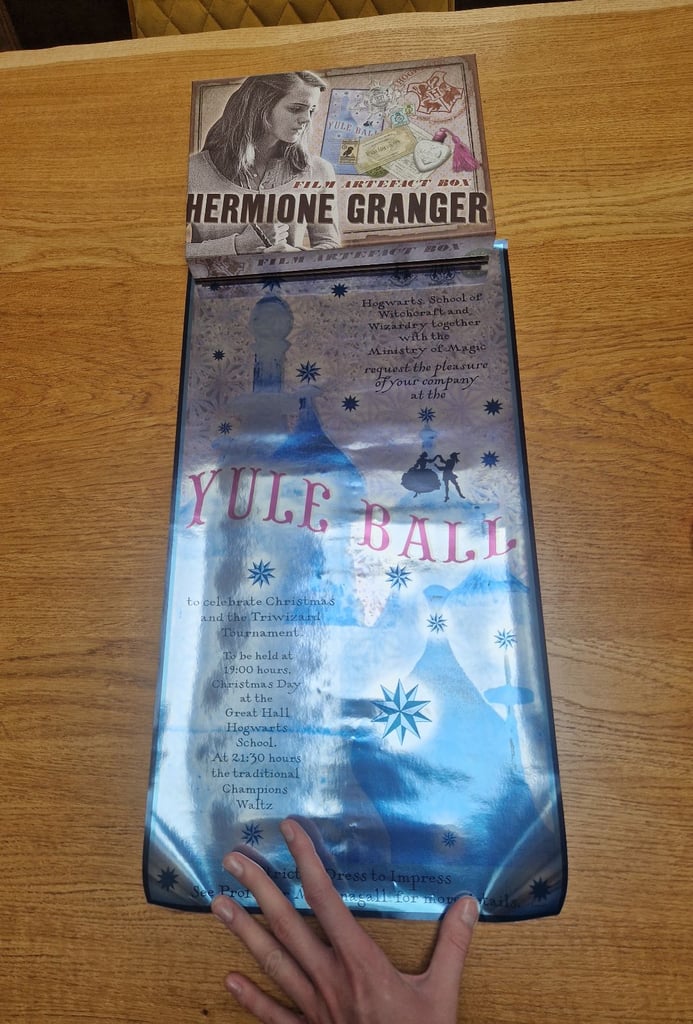 YULE BALL
FILM ARTEFACT BOX
HERMIONE GRANGER
FILM ARTEFACT BOX
Hogwarts School of
Witchcraft and
Wizardry together
with the
Ministry of Magic
request the pleasure
of your company
at the
YULE BALL
to celebrate Christmas
and the Triwizard
Tournament.
To be held at
19:00 hours,
Christmas Day
at the
Great Hall
Hogwarts
School.
At 21:30 hours
the traditional
Champions
Waltz
Dress to Impress
See for more